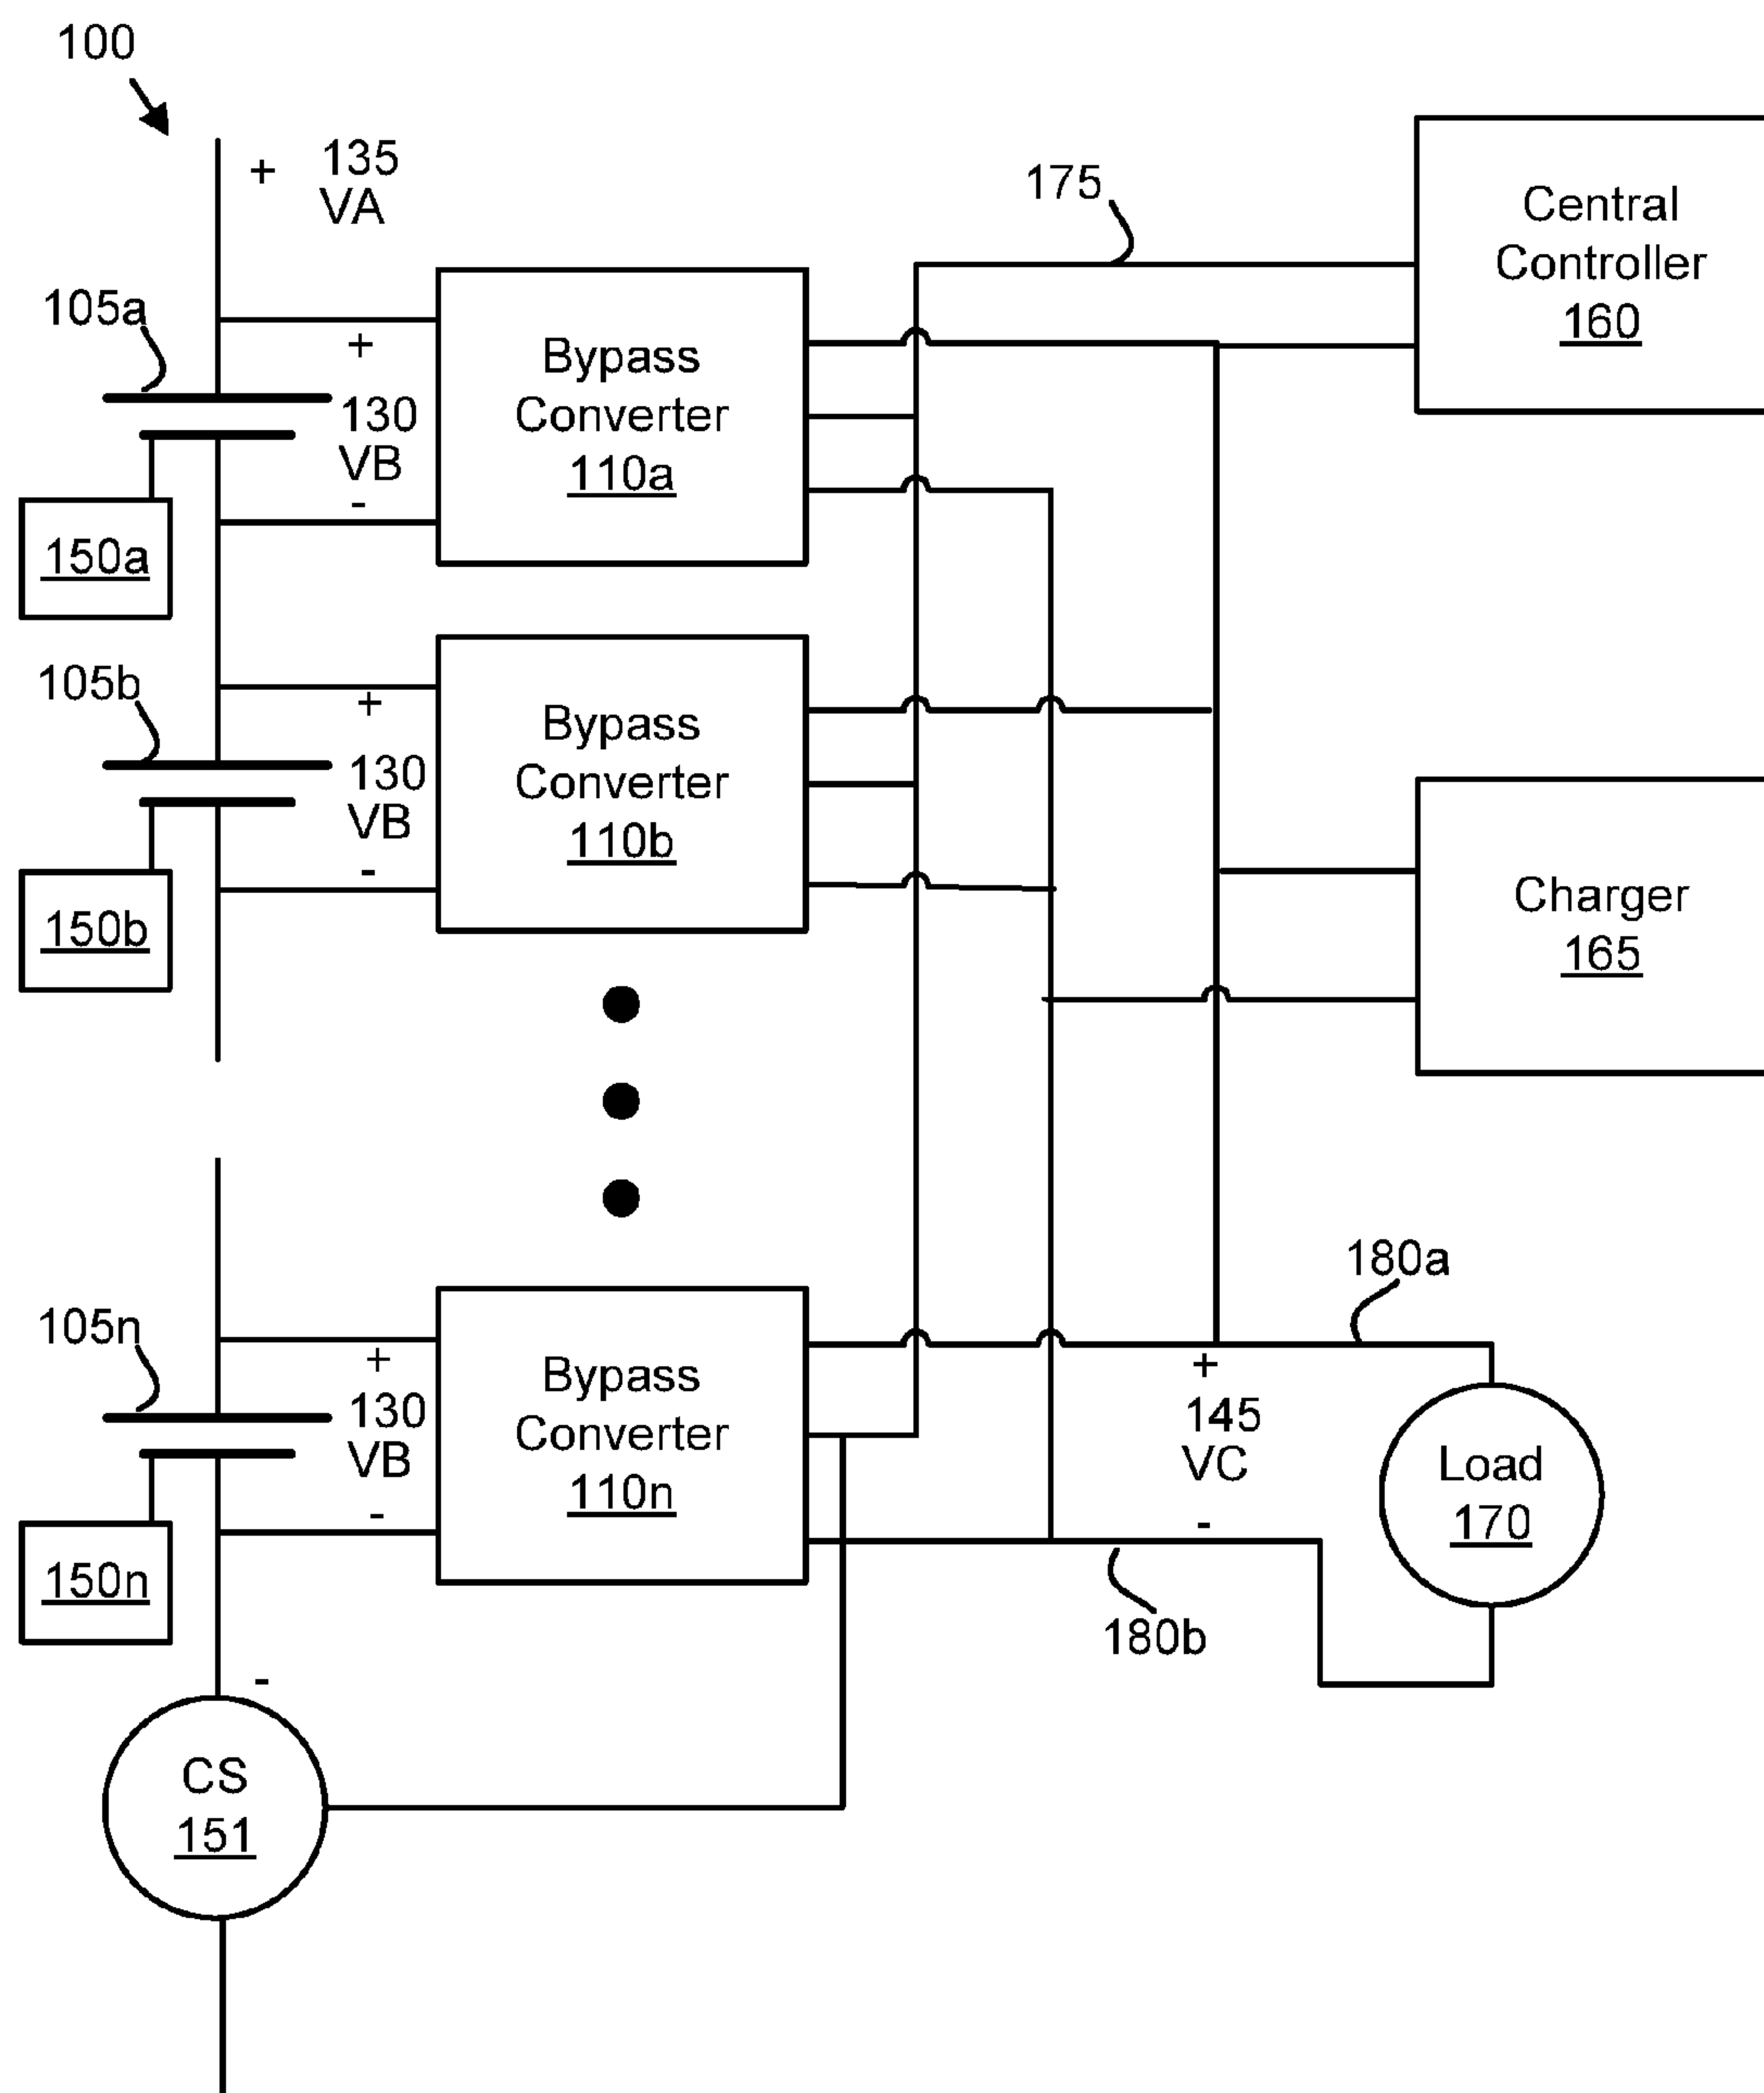 100
+ 135
VA
175
Central
Controller
160
105a
+
130
VB
-
Bypass
Converter
110a
150a
105b
+
130
VB
-
Bypass
Converter
110b
150b
Charger
165
180a
105n
+
130
VB
-
Bypass
Converter
110n
+
145
VC
-
Load
170
150n
180b
-
CS
151